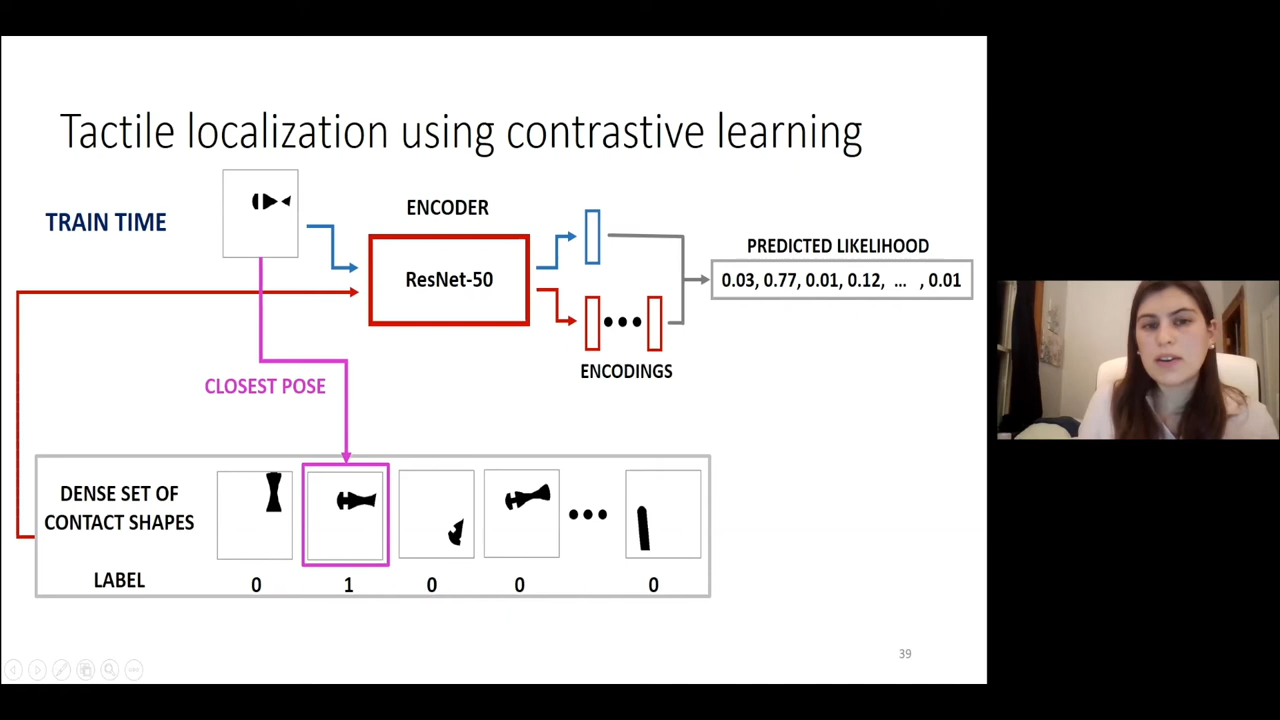 Tactile localization using contrastive learning
TRAIN TIME
ENCODER
ResNet-50
PREDICTED LIKELIHOOD
0.03, 0.77, 0.01, 0.12, ... , 0.01
ENCODINGS
CLOSEST POSE
DENSE SET OF
CONTACT SHAPES
LABEL
0 1 0 0 0
39